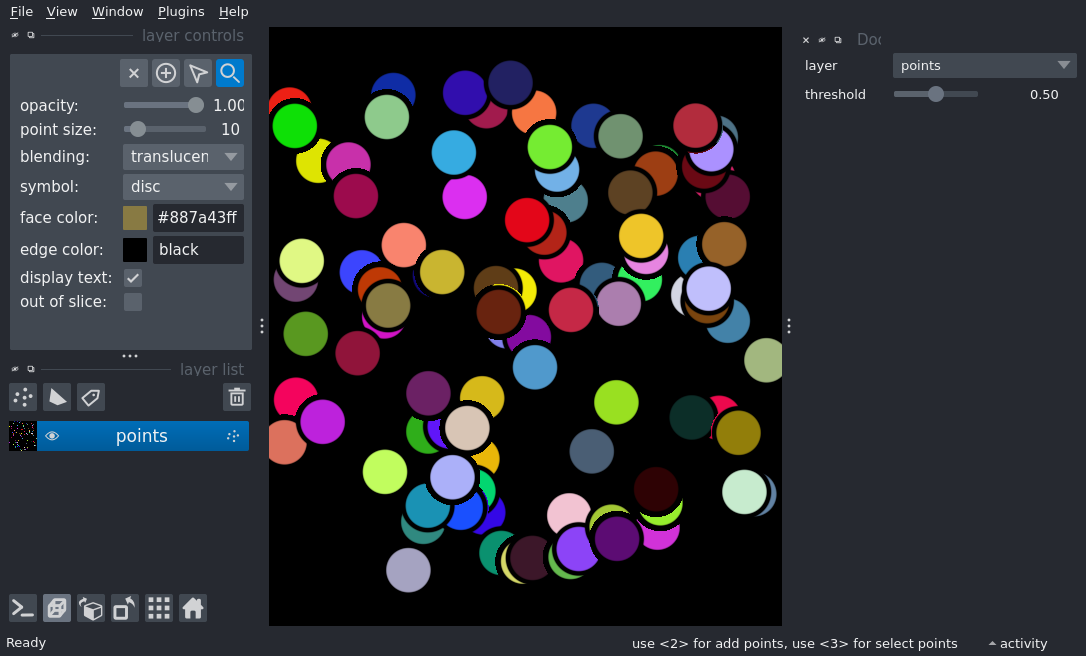 File View Window Plugins Help
layer controls
opacity: 1.00
point size: 10
blending: translucen
symbol: disc
face color: #887a43ff
edge color: black
display text:
out of slice:
layer list
points
Doc
layer points
threshold 0.50
Ready
use <2> for add points, use <3> for select points
activity